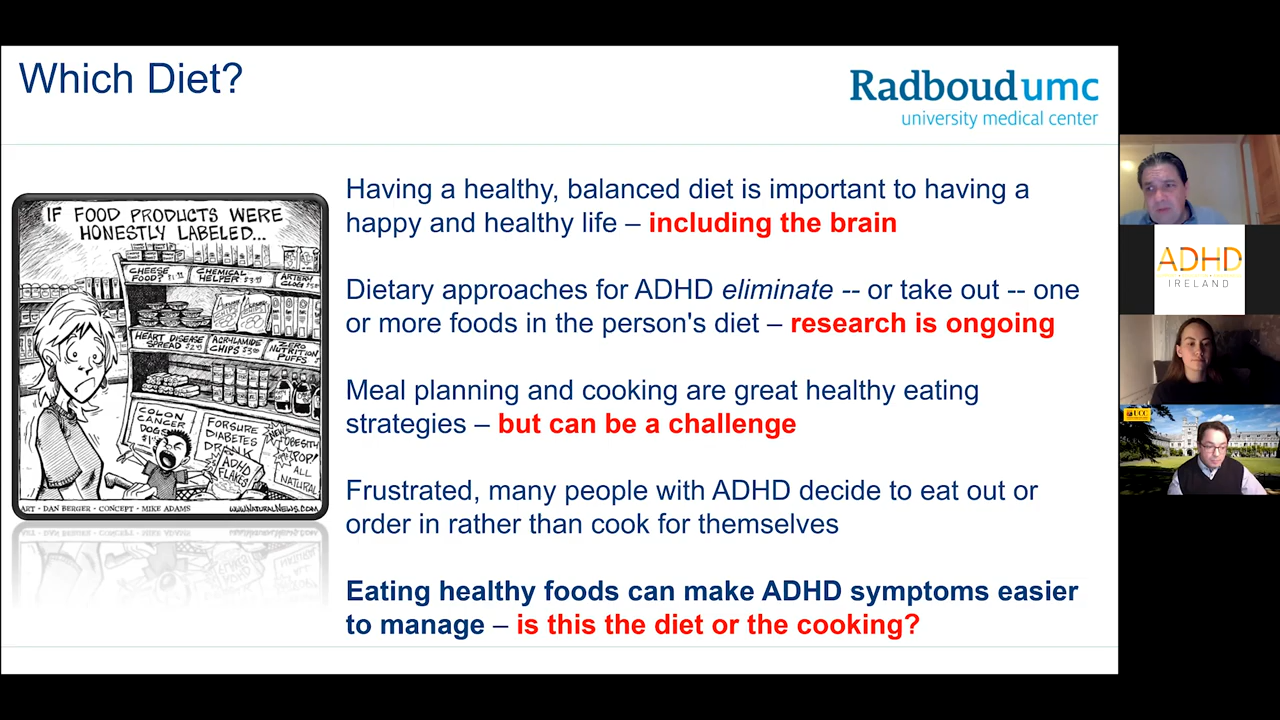 Which Diet?
Radboudumc
university medical center
Having a healthy, balanced diet is important to having a
happy and healthy life – including the brain
Dietary approaches for ADHD eliminate -- or take out -- one
or more foods in the person's diet – research is ongoing
Meal planning and cooking are great healthy eating
strategies – but can be a challenge
Frustrated, many people with ADHD decide to eat out or
order in rather than cook for themselves
Eating healthy foods can make ADHD symptoms easier
to manage – is this the diet or the cooking?
IF FOOD PRODUCTS WERE
HONESTLY LABELED...
CHEESE
FOOD?
CHEMICAL
HELPER
ARTERY
CLOG
HEART DISEASE
SPREAD
ACRYLAMIDE
CHIPS
ZERO
NUTRITION
PUFFS
COLON
CANCER
DOGS
FORSURE
DIABETES
DRINK
ADHD
FLAKES
NEW!
OBESITY
POP!
ALL
NATURAL
ART - DAN BERGER - CONCEPT - MIKE ADAMS
WWW.NATURALNEWS.COM
ADHD
IRELAND
UCC